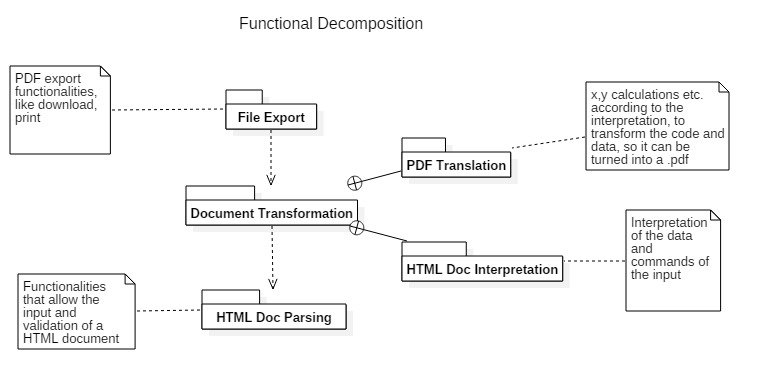 Functional Decomposition
PDF export
functionalities,
like download,
print
File Export
x,y calculations etc.
according to the
interpretation, to
transform the code and
data, so it can be
turned into a .pdf
PDF Translation
Document Transformation
Interpretation
of the data
and
commands of
the input
HTML Doc Interpretation
Functionalities
that allow the
input and
validation of a
HTML document
HTML Doc Parsing